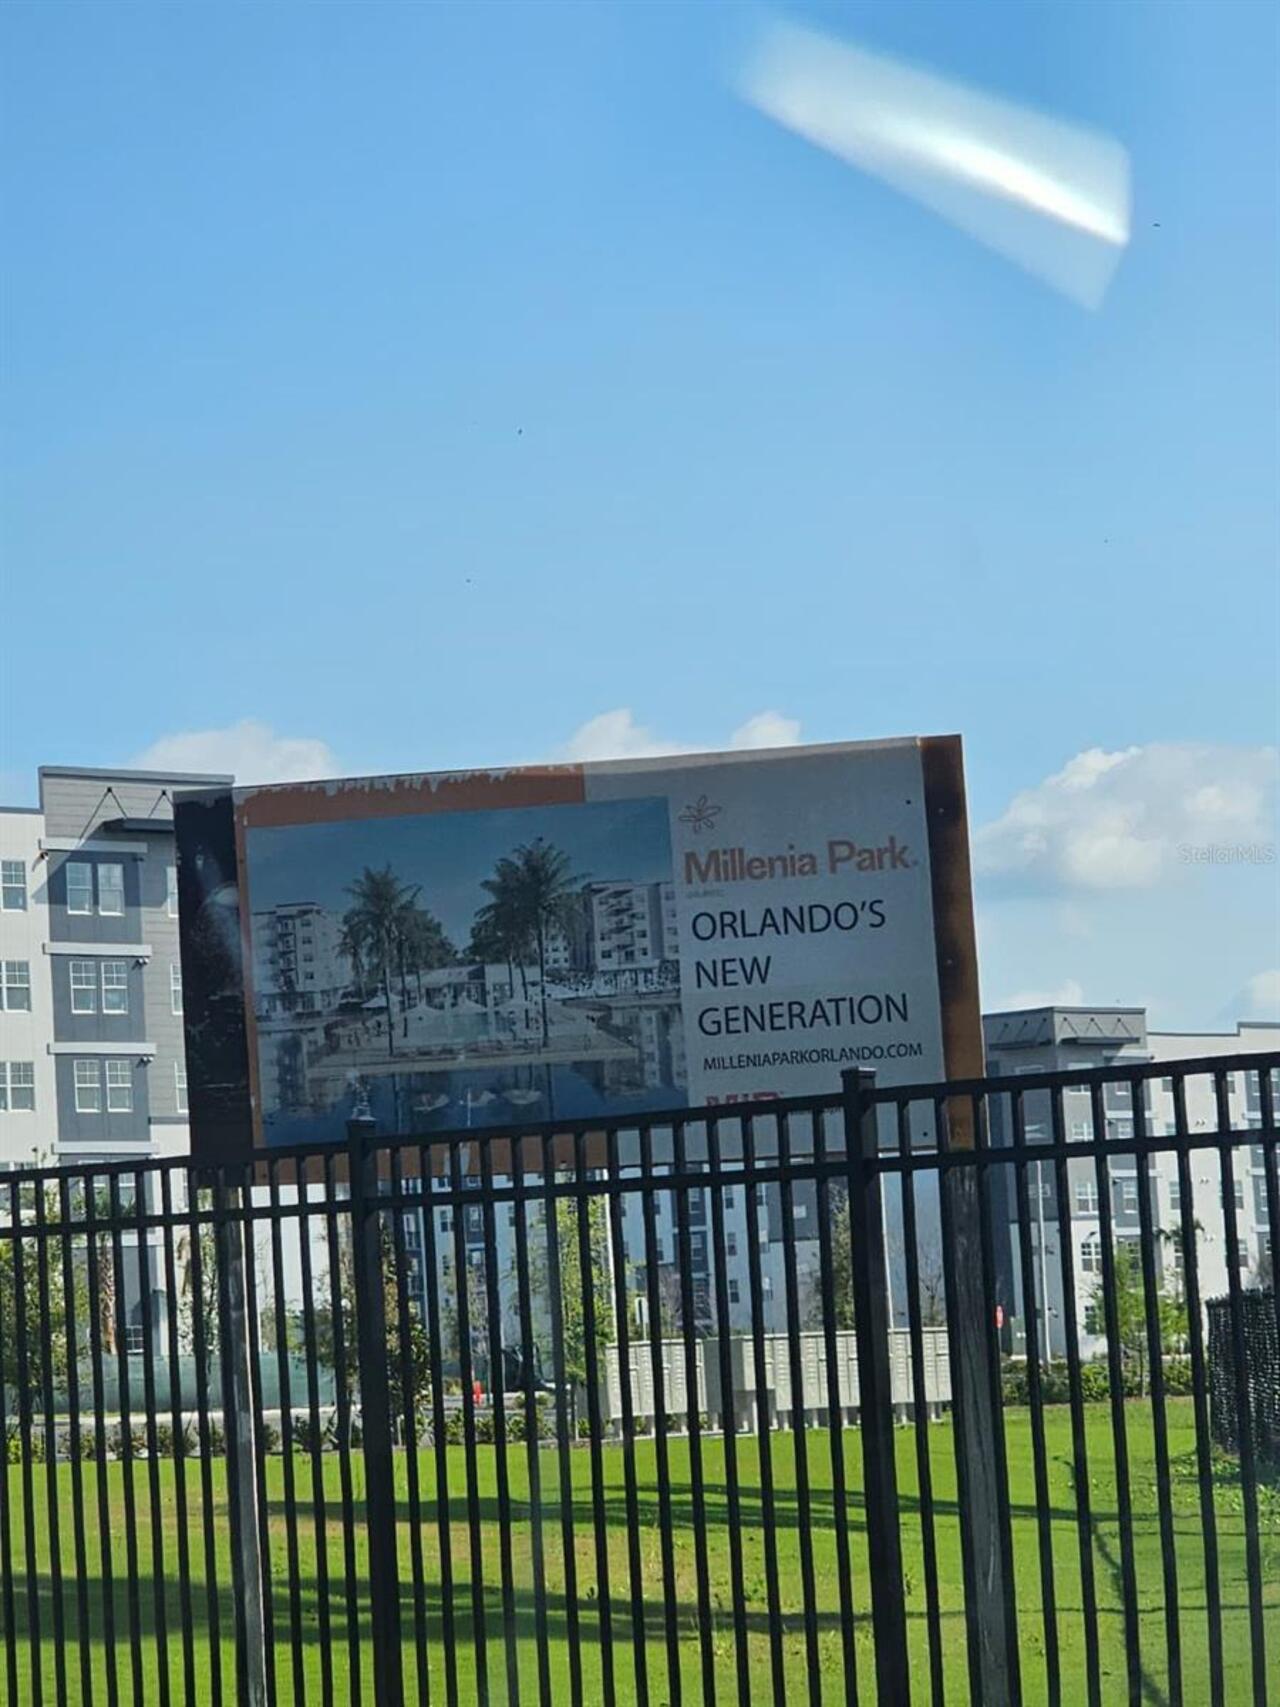 Millenia Park
ORLANDO'S
NEW
GENERATION
MILLENIAPARKORLANDO.COM
StellarMLS